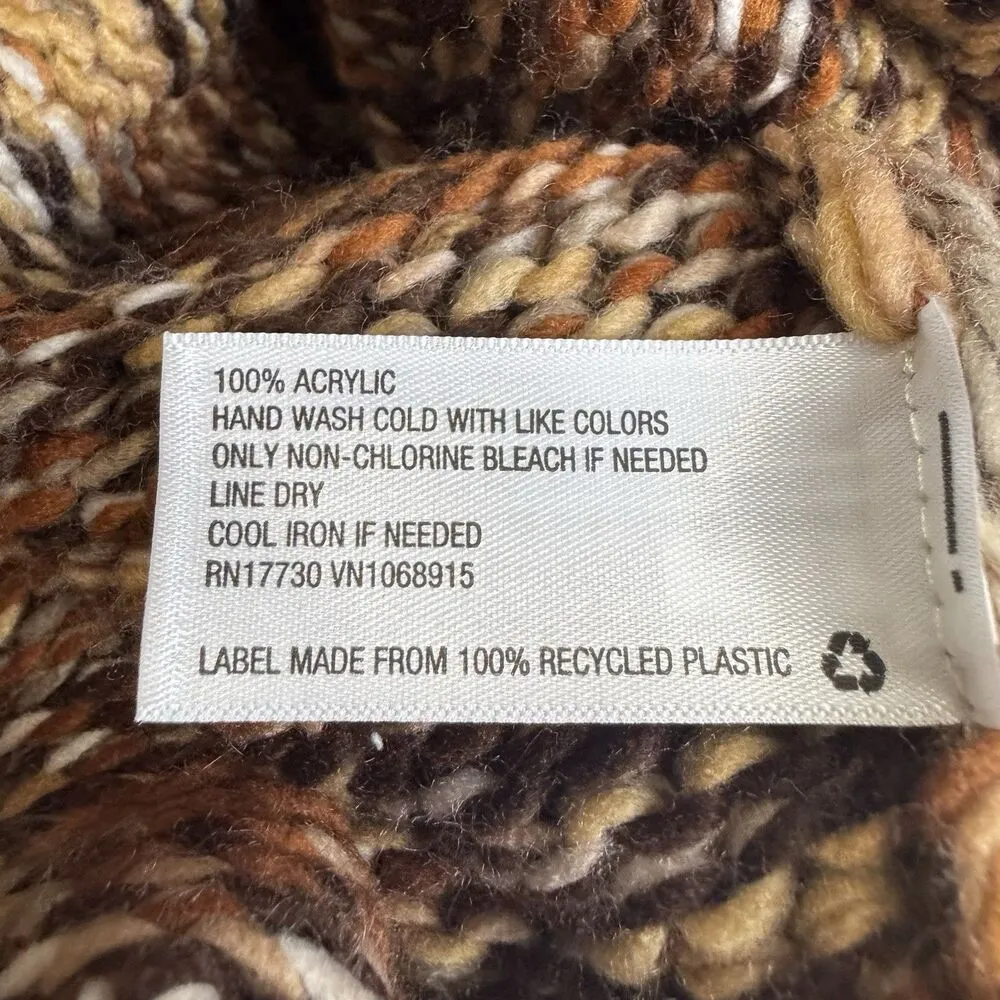 100% ACRYLIC
HAND WASH COLD WITH LIKE COLORS
ONLY NON-CHLORINE BLEACH IF NEEDED
LINE DRY
COOL IRON IF NEEDED
RN17730 VN1068915
LABEL MADE FROM 100% RECYCLED PLASTIC